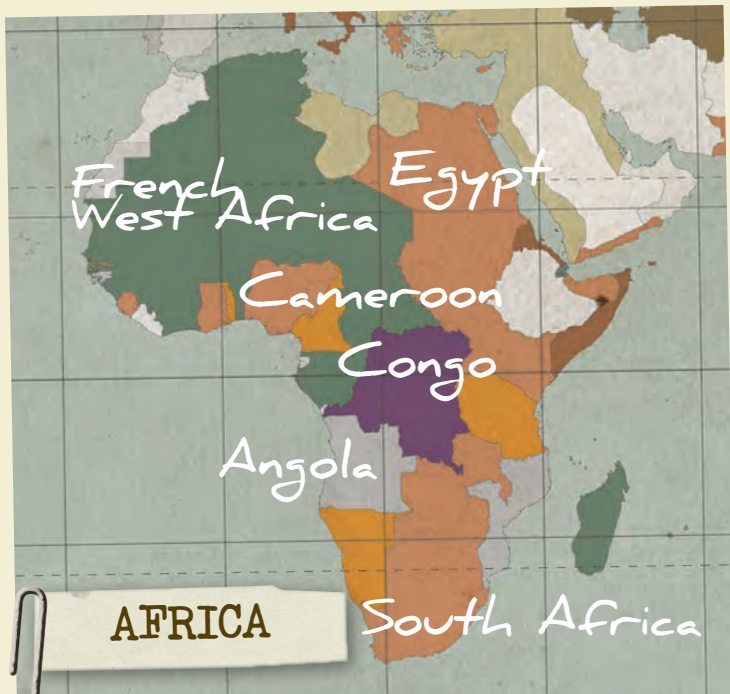 French
West Africa
Egypt
Cameroon
Congo
Angola
South Africa
AFRICA